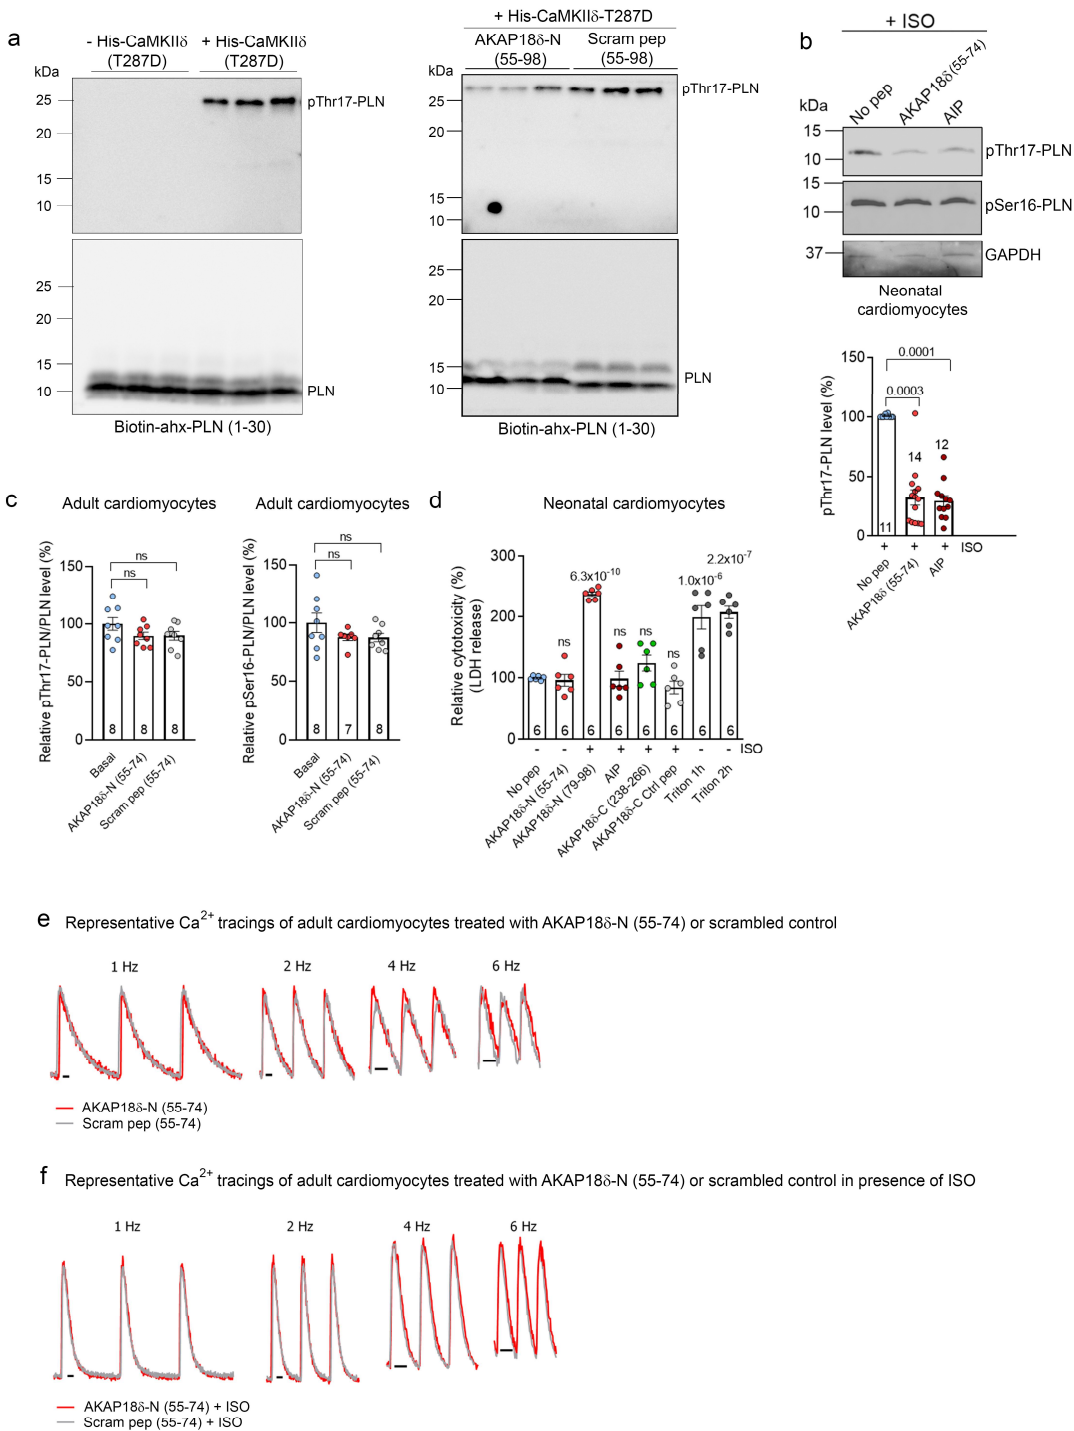 a
- His-CaMKIIδ
(T287D)
+ His-CaMKIIδ
(T287D)
kDa
25
20
15
10
pThr17-PLN
25
20
15
10
PLN
Biotin-ahx-PLN (1-30)
+ His-CaMKIIδ-T287D
AKAP18δ-N
(55-98)
Scram pep
(55-98)
kDa
25
20
15
10
pThr17-PLN
25
20
15
10
PLN
Biotin-ahx-PLN (1-30)
b
+ ISO
kDa
No pep
AKAP18δ (55-74)
AIP
15
10
pThr17-PLN
15
10
pSer16-PLN
37
GAPDH
Neonatal
cardiomyocytes
pThr17-PLN level (%)
150
100
50
0
0.0001
0.0003
11
14
12
+ + + ISO
No pep
AKAP18δ (55-74)
AIP
c
Adult cardiomyocytes
Relative pThr17-PLN/PLN level (%)
150
100
50
0
ns
ns
8 8 8
Basal
AKAP18δ-N (55-74)
Scram pep (55-74)
Adult cardiomyocytes
Relative pSer16-PLN/PLN level (%)
150
100
50
0
ns
ns
8 7 8
Basal
AKAP18δ-N (55-74)
Scram pep (55-74)
d
Neonatal cardiomyocytes
Relative cytotoxicity (%)
(LDH release)
300
200
100
0
ns
6.3x10-10
ns
ns
ns
1.0x10-6
2.2x10-7
6 6 6 6 6 6 6 6
- - + + + + - - ISO
No pep
AKAP18δ-N (55-74)
AKAP18δ-N (79-98)
AIP
AKAP18δ-C (238-266)
AKAP18δ-C Ctrl pep
Triton 1h
Triton 2h
e
Representative Ca2+ tracings of adult cardiomyocytes treated with AKAP18δ-N (55-74) or scrambled control
1 Hz
2 Hz
4 Hz
6 Hz
AKAP18δ-N (55-74)
Scram pep (55-74)
f
Representative Ca2+ tracings of adult cardiomyocytes treated with AKAP18δ-N (55-74) or scrambled control in presence of ISO
1 Hz
2 Hz
4 Hz
6 Hz
AKAP18δ-N (55-74) + ISO
Scram pep (55-74) + ISO